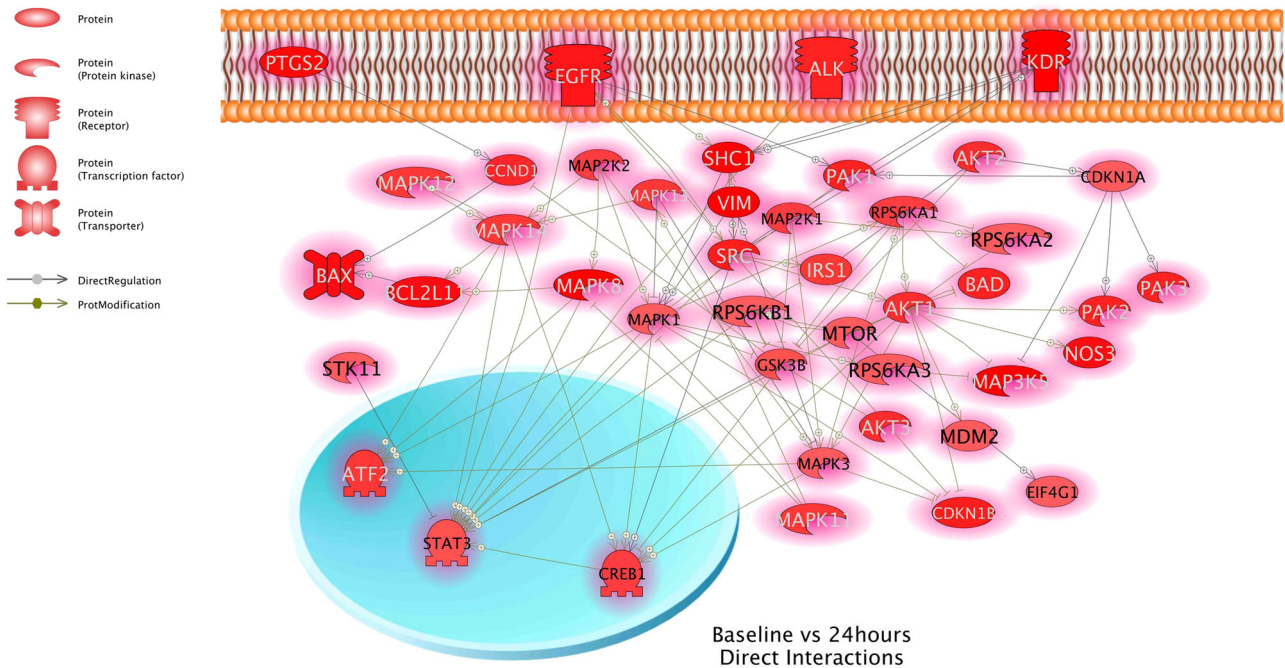 Protein
Protein
(Protein kinase)
Protein
(Receptor)
Protein
(Transcription factor)
Protein
(Transporter)
DirectRegulation
ProtModification
PTGS2
EGFR
ALK
KDR
SHC1
CCND1
MAP2K2
MAPK12
PAK1
AKT2
CDKN1A
VIM
MAP2K1
RPS6KA1
MAPK14
RPS6KA2
SRC
IRS1
BAX
BCL2L11
MAPK8
BAD
PAK3
MAPK1
RPS6KB1
AKT1
PAK2
MTOR
NOS3
STK11
GSK3B
RPS6KA3
MAP3K5
AKT3
MDM2
ATF2
MAPK3
EIF4G1
MAPK11
CDKN1B
STAT3
CREB1
Baseline vs 24hours
Direct Interactions